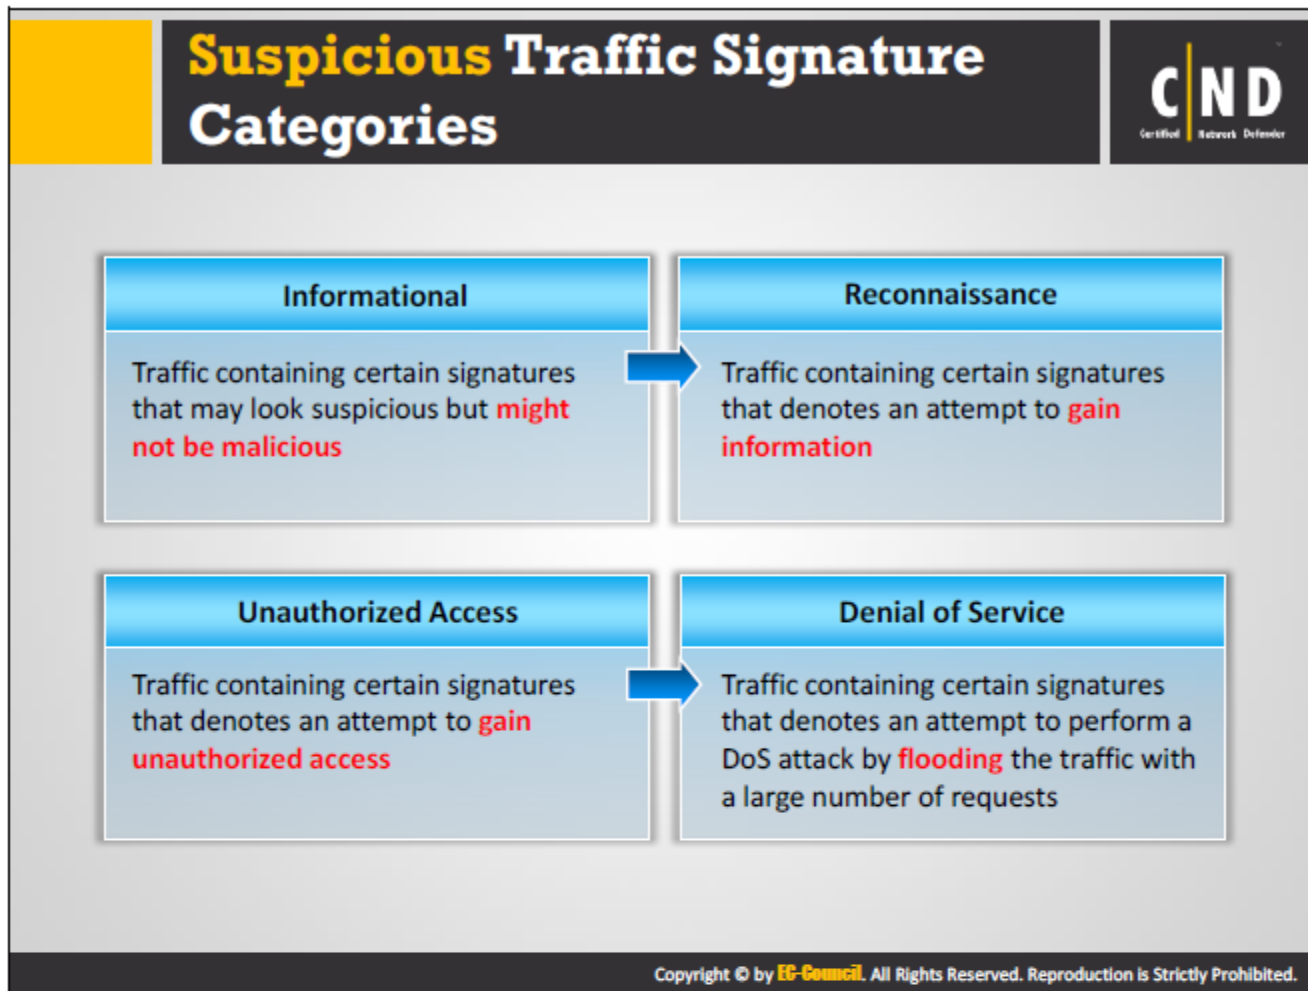 Suspicious Traffic Signature
Categories
C|ND
Certified Network Defender
Informational
Traffic containing certain signatures
that may look suspicious but might
not be malicious
Reconnaissance
Traffic containing certain signatures
that denotes an attempt to gain
information
Unauthorized Access
Traffic containing certain signatures
that denotes an attempt to gain
unauthorized access
Denial of Service
Traffic containing certain signatures
that denotes an attempt to perform a
DoS attack by flooding the traffic with
a large number of requests
Copyright © by EC-Council. All Rights Reserved. Reproduction is Strictly Prohibited.